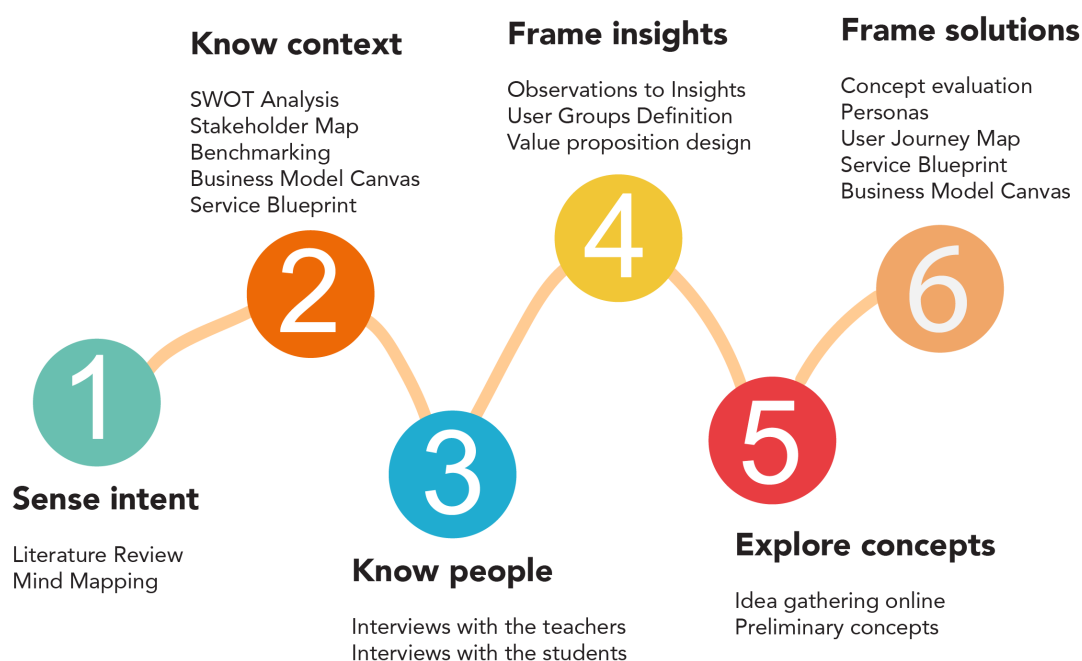 1
Sense intent
Literature Review
Mind Mapping
2
Know context
SWOT Analysis
Stakeholder Map
Benchmarking
Business Model Canvas
Service Blueprint
3
Know people
Interviews with the teachers
Interviews with the students
4
Frame insights
Observations to Insights
User Groups Definition
Value proposition design
5
Explore concepts
Idea gathering online
Preliminary concepts
6
Frame solutions
Concept evaluation
Personas
User Journey Map
Service Blueprint
Business Model Canvas